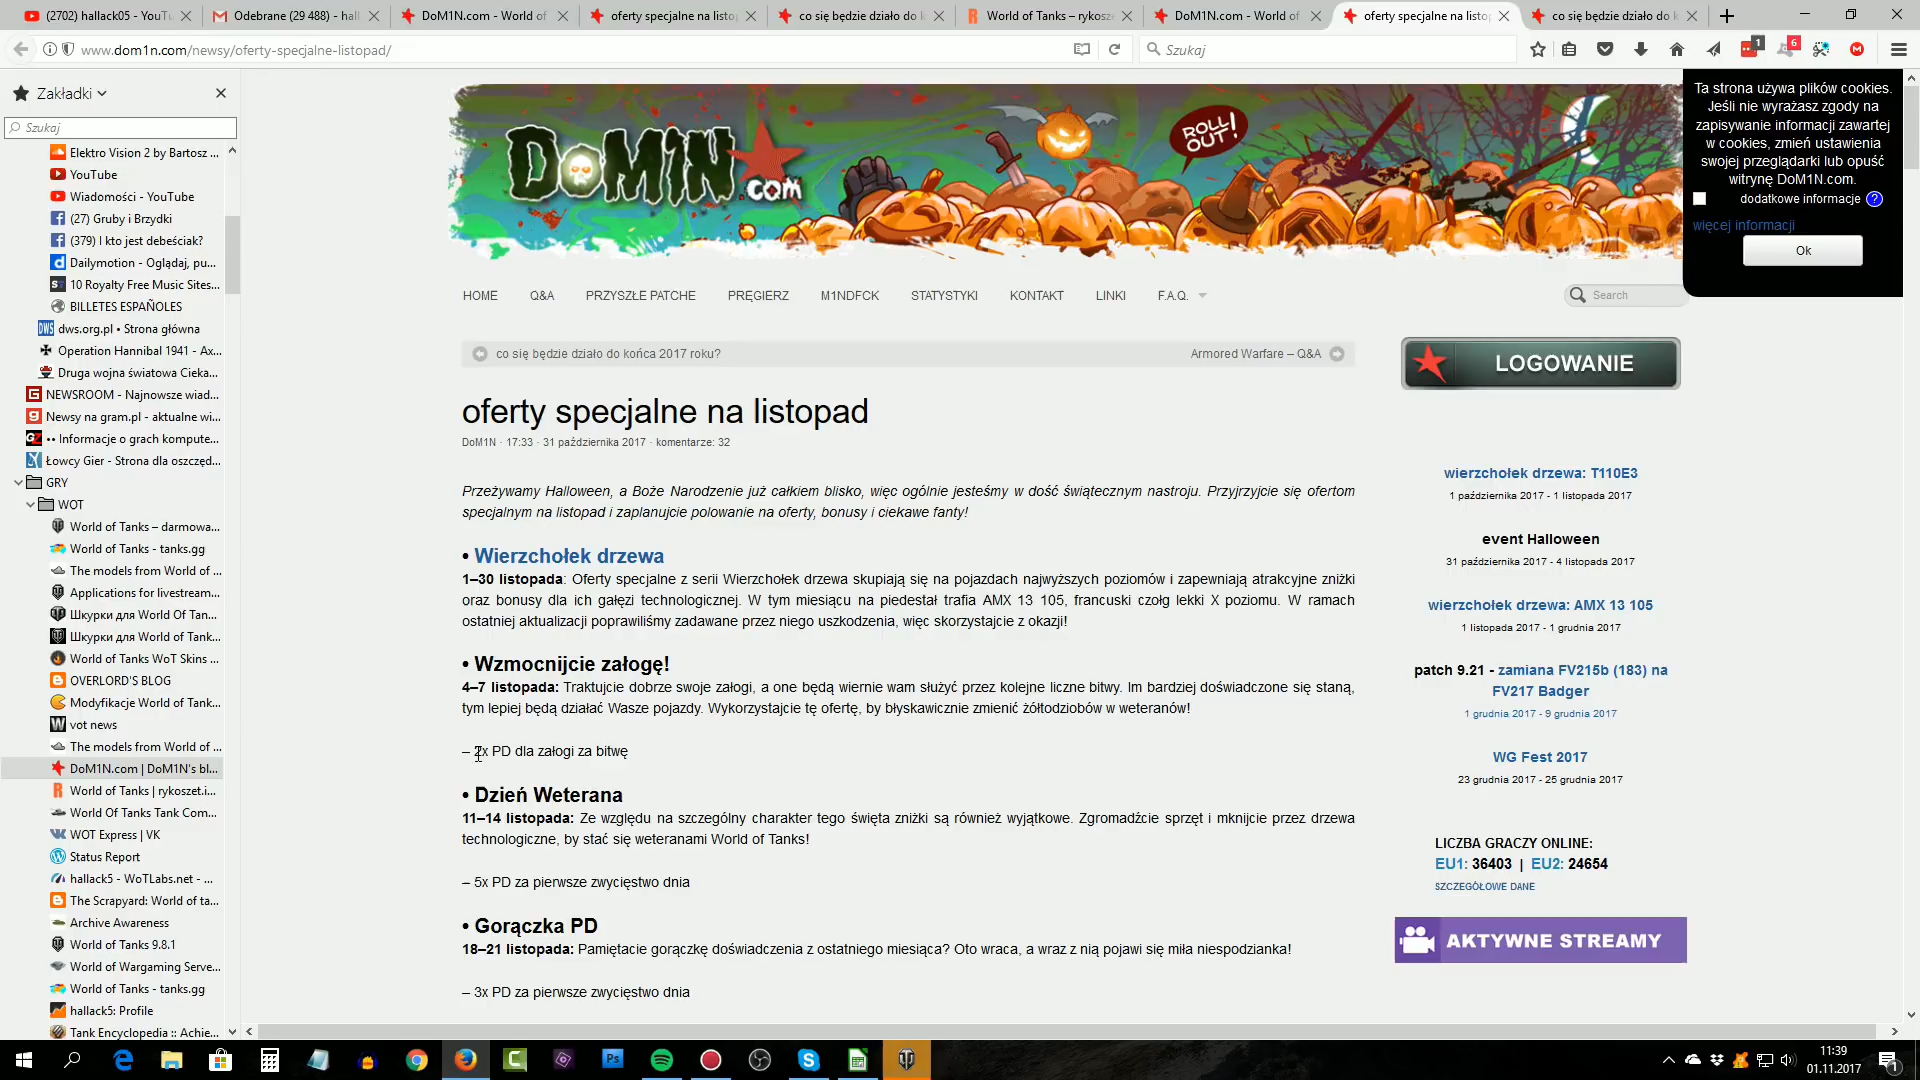 (2702) hallack05 - YouT
Odebrane (29 488) - hal
DoM1N.com - World of
oferty specjalne na listo
co się będzie działo do k
World of Tanks – rykosz
DoM1N.com - World of
oferty specjalne na listo
co się będzie działo do k
www.dom1n.com/newsy/oferty-specjalne-listopad/
Szukaj
1
6
Zakładki
Szukaj
Elektro Vision 2 by Bartosz ...
YouTube
Wiadomości - YouTube
(27) Gruby i Brzydki
(379) I kto jest debeściak?
Dailymotion - Oglądaj, pu...
10 Royalty Free Music Sites...
BILLETES ESPAÑOLES
dws.org.pl • Strona główna
Operation Hannibal 1941 - Ax...
Druga wojna światowa Cieka...
NEWSROOM - Najnowsze wiad...
Newsy na gram.pl - aktualne wi...
•• Informacje o grach kompute...
Łowcy Gier - Strona dla oszczęd...
GRY
WOT
World of Tanks – darmowa...
World of Tanks - tanks.gg
The models from World of ...
Applications for livestream...
Шкурки для World Of Tan...
Шкурки для World of Tank...
World of Tanks WoT Skins ...
OVERLORD'S BLOG
Modyfikacje World of Tank...
vot news
The models from World of ...
DoM1N.com | DoM1N's bl...
World of Tanks | rykoszet.i...
World Of Tanks Tank Com...
WOT Express | VK
Status Report
hallack5 - WoTLabs.net - ...
The Scrapyard: World of ta...
Archive Awareness
World of Tanks 9.8.1
World of Wargaming Serve...
World of Tanks - tanks.gg
hallack5: Profile
Tank Encyclopedia :: Achie...
DoM1N.com
ROLL OUT!
HOME
Q&A
PRZYSZŁE PATCHE
PRĘGIERZ
M1NDFCK
STATYSTYKI
KONTAKT
LINKI
F.A.Q.
Search
co się będzie działo do końca 2017 roku?
Armored Warfare – Q&A
oferty specjalne na listopad
DoM1N · 17:33 · 31 października 2017 · komentarze: 32
Przeżywamy Halloween, a Boże Narodzenie już całkiem blisko, więc ogólnie jesteśmy w dość świątecznym nastroju. Przyjrzyjcie się ofertom
specjalnym na listopad i zaplanujcie polowanie na oferty, bonusy i ciekawe fanty!
• Wierzchołek drzewa
1–30 listopada: Oferty specjalne z serii Wierzchołek drzewa skupiają się na pojazdach najwyższych poziomów i zapewniają atrakcyjne zniżki
oraz bonusy dla ich gałęzi technologicznej. W tym miesiącu na piedestał trafia AMX 13 105, francuski czołg lekki X poziomu. W ramach
ostatniej aktualizacji poprawiliśmy zadawane przez niego uszkodzenia, więc skorzystajcie z okazji!
• Wzmocnijcie załogę!
4–7 listopada: Traktujcie dobrze swoje załogi, a one będą wiernie wam służyć przez kolejne liczne bitwy. Im bardziej doświadczone się staną,
tym lepiej będą działać Wasze pojazdy. Wykorzystajcie tę ofertę, by błyskawicznie zmienić żółtodziobów w weteranów!
– 2x PD dla załogi za bitwę
• Dzień Weterana
11–14 listopada: Ze względu na szczególny charakter tego święta zniżki są również wyjątkowe. Zgromadźcie sprzęt i mknijcie przez drzewa
technologiczne, by stać się weteranami World of Tanks!
– 5x PD za pierwsze zwycięstwo dnia
• Gorączka PD
18–21 listopada: Pamiętacie gorączkę doświadczenia z ostatniego miesiąca? Oto wraca, a wraz z nią pojawi się miła niespodzianka!
– 3x PD za pierwsze zwycięstwo dnia
Ta strona używa plików cookies.
Jeśli nie wyrażasz zgody na
zapisywanie informacji zawartej
w cookies, zmień ustawienia
swojej przeglądarki lub opuść
witrynę DoM1N.com.
dodatkowe informacje ?
więcej informacji
Ok
LOGOWANIE
wierzchołek drzewa: T110E3
1 października 2017 - 1 listopada 2017
event Halloween
31 października 2017 - 4 listopada 2017
wierzchołek drzewa: AMX 13 105
1 listopada 2017 - 1 grudnia 2017
patch 9.21 - zamiana FV215b (183) na
FV217 Badger
1 grudnia 2017 - 9 grudnia 2017
WG Fest 2017
23 grudnia 2017 - 25 grudnia 2017
LICZBA GRACZY ONLINE:
EU1: 36403 | EU2: 24654
SZCZEGÓŁOWE DANE
AKTYWNE STREAMY
11:39
01.11.2017
1